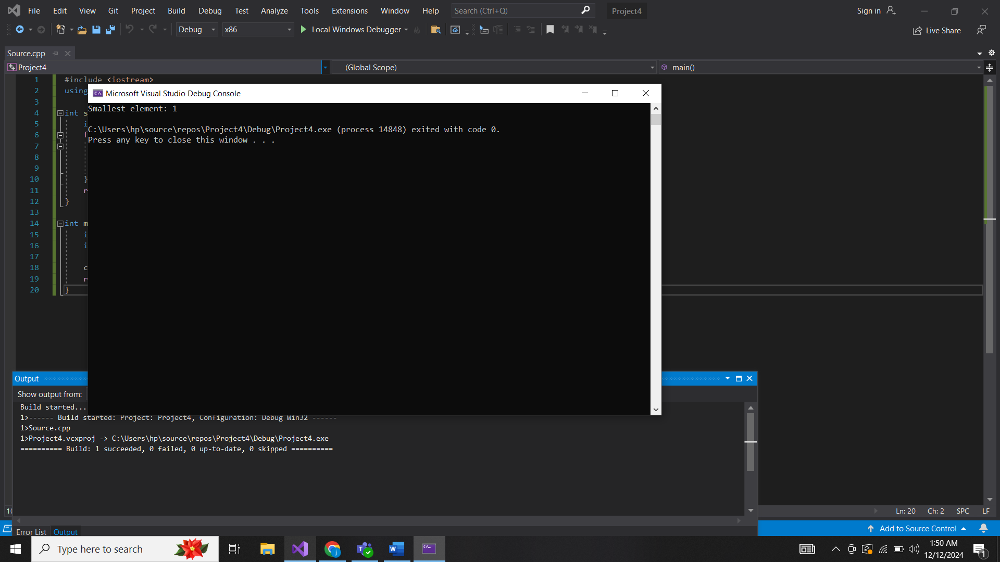 File Edit View Git Project Build Debug Test Analyze Tools Extensions Window Help Search (Ctrl+Q) Project4 Sign in
Debug x86 Local Windows Debugger Live Share
Source.cpp
Project4 (Global Scope) main()
1 #include <iostream>
2 using
3
4 int s
5 i
6 f
7
8
9
10 }
11 r
12 }
13
14 int m
15 i
16 i
17
18 c
19 r
20 }
Microsoft Visual Studio Debug Console
Smallest element: 1
C:\Users\hp\source\repos\Project4\Debug\Project4.exe (process 14848) exited with code 0.
Press any key to close this window . . .
Output
Show output from:
Build started...
1>------ Build started: Project: Project4, Configuration: Debug Win32 ------
1>Source.cpp
1>Project4.vcxproj -> C:\Users\hp\source\repos\Project4\Debug\Project4.exe
========== Build: 1 succeeded, 0 failed, 0 up-to-date, 0 skipped ==========
Ln: 20 Ch: 2 SPC LF
Error List Output
Add to Source Control
Type here to search
1:50 AM
12/12/2024
1